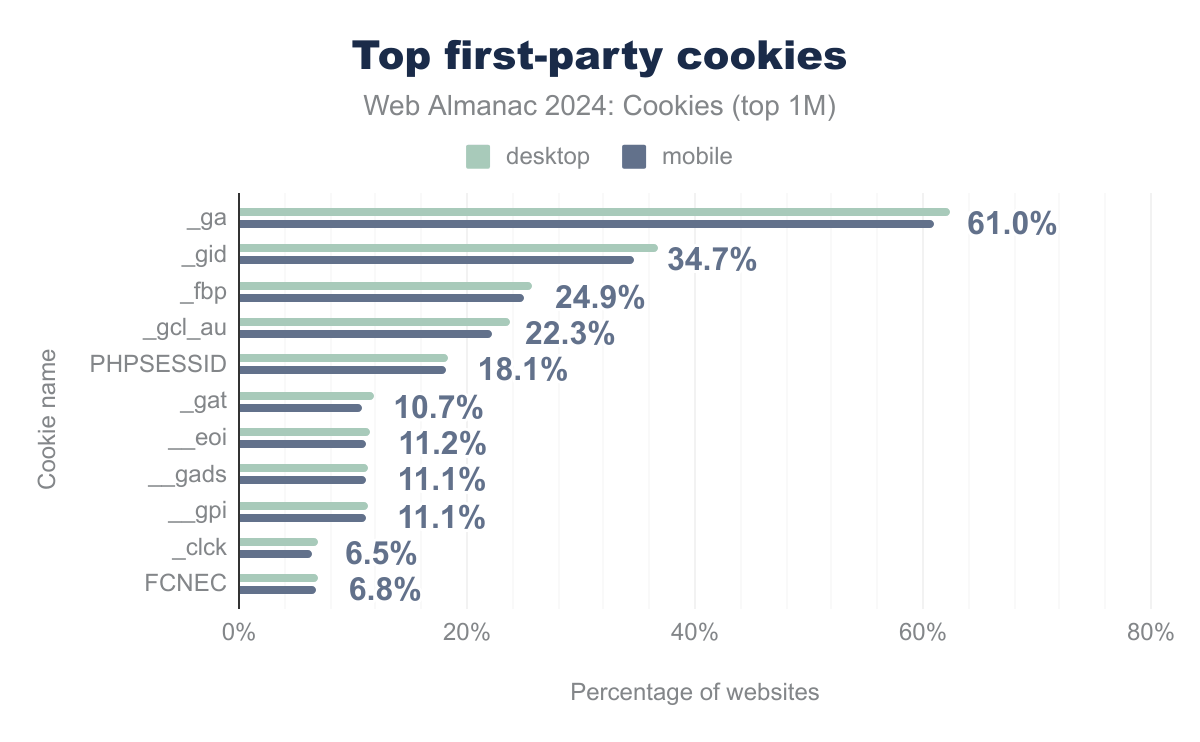 Top first-party cookies
Web Almanac 2024: Cookies (top 1M)
desktop mobile
Cookie name
_ga 61.0%
_gid 34.7%
_fbp 24.9%
_gcl_au 22.3%
PHPSESSID 18.1%
_gat 10.7%
__eoi 11.2%
__gads 11.1%
__gpi 11.1%
_clck 6.5%
FCNEC 6.8%
0% 20% 40% 60% 80%
Percentage of websites